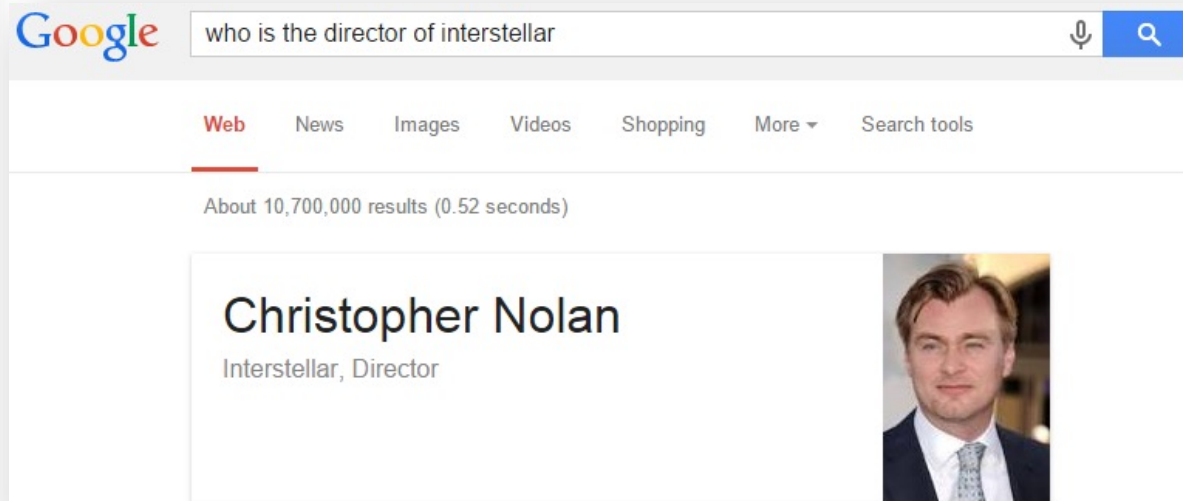 Google who is the director of interstellar
Web News Images Videos Shopping More Search tools
About 10,700,000 results (0.52 seconds)
Christopher Nolan
Interstellar, Director